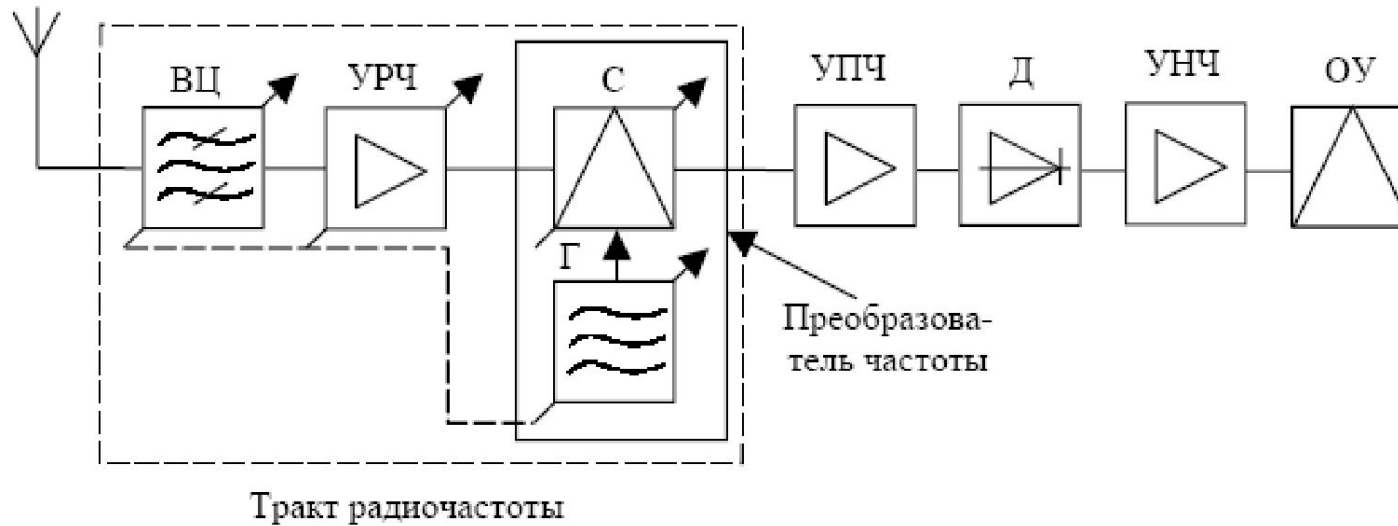 ВЦ
УРЧ
С
УПЧ
Д
УНЧ
ОУ
Г
Преобразова-
тель частоты
Тракт радиочастоты